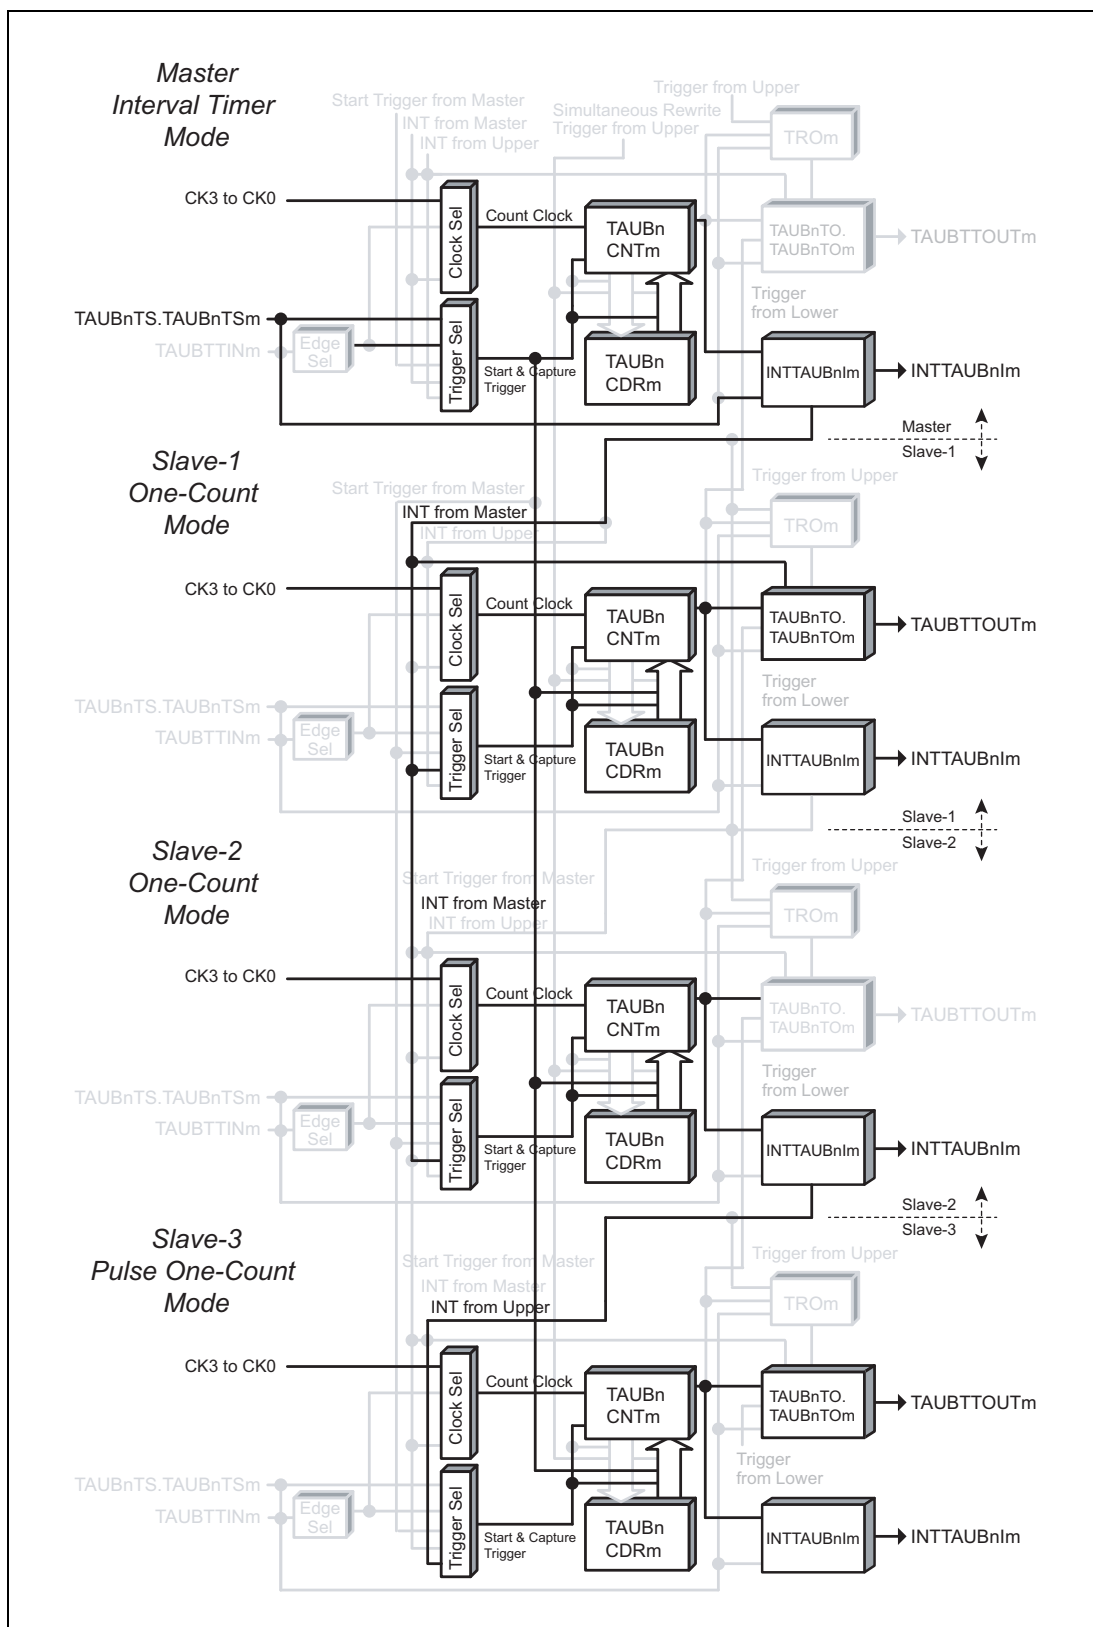 Master
Interval Timer
Mode
Start Trigger from Master
INT from Master
INT from Upper
Simultaneous Rewrite
Trigger from Upper
Trigger from Upper
TROm
CK3 to CK0
Clock Sel
Count Clock
TAUBn
CNTm
TAUBnTO.
TAUBnTOm
TAUBTTOUTm
TAUBnTS.TAUBnTSm
TAUBTTINm
Edge
Sel
Trigger Sel
Start & Capture
Trigger
TAUBn
CDRm
Trigger
from Lower
INTTAUBnIm
INTTAUBnIm
Master
Slave-1
Slave-1
One-Count
Mode
Start Trigger from Master
INT from Master
INT from Upper
Trigger from Upper
TROm
CK3 to CK0
Clock Sel
Count Clock
TAUBn
CNTm
TAUBnTO.
TAUBnTOm
TAUBTTOUTm
TAUBnTS.TAUBnTSm
TAUBTTINm
Edge
Sel
Trigger Sel
Start & Capture
Trigger
TAUBn
CDRm
Trigger
from Lower
INTTAUBnIm
INTTAUBnIm
Slave-1
Slave-2
Slave-2
One-Count
Mode
Start Trigger from Master
INT from Master
INT from Upper
Trigger from Upper
TROm
CK3 to CK0
Clock Sel
Count Clock
TAUBn
CNTm
TAUBnTO.
TAUBnTOm
TAUBTTOUTm
TAUBnTS.TAUBnTSm
TAUBTTINm
Edge
Sel
Trigger Sel
Start & Capture
Trigger
TAUBn
CDRm
Trigger
from Lower
INTTAUBnIm
INTTAUBnIm
Slave-2
Slave-3
Slave-3
Pulse One-Count
Mode
Start Trigger from Master
INT from Master
INT from Upper
Trigger from Upper
TROm
CK3 to CK0
Clock Sel
Count Clock
TAUBn
CNTm
TAUBnTO.
TAUBnTOm
TAUBTTOUTm
TAUBnTS.TAUBnTSm
TAUBTTINm
Edge
Sel
Trigger Sel
Start & Capture
Trigger
TAUBn
CDRm
Trigger
from Lower
INTTAUBnIm
INTTAUBnIm